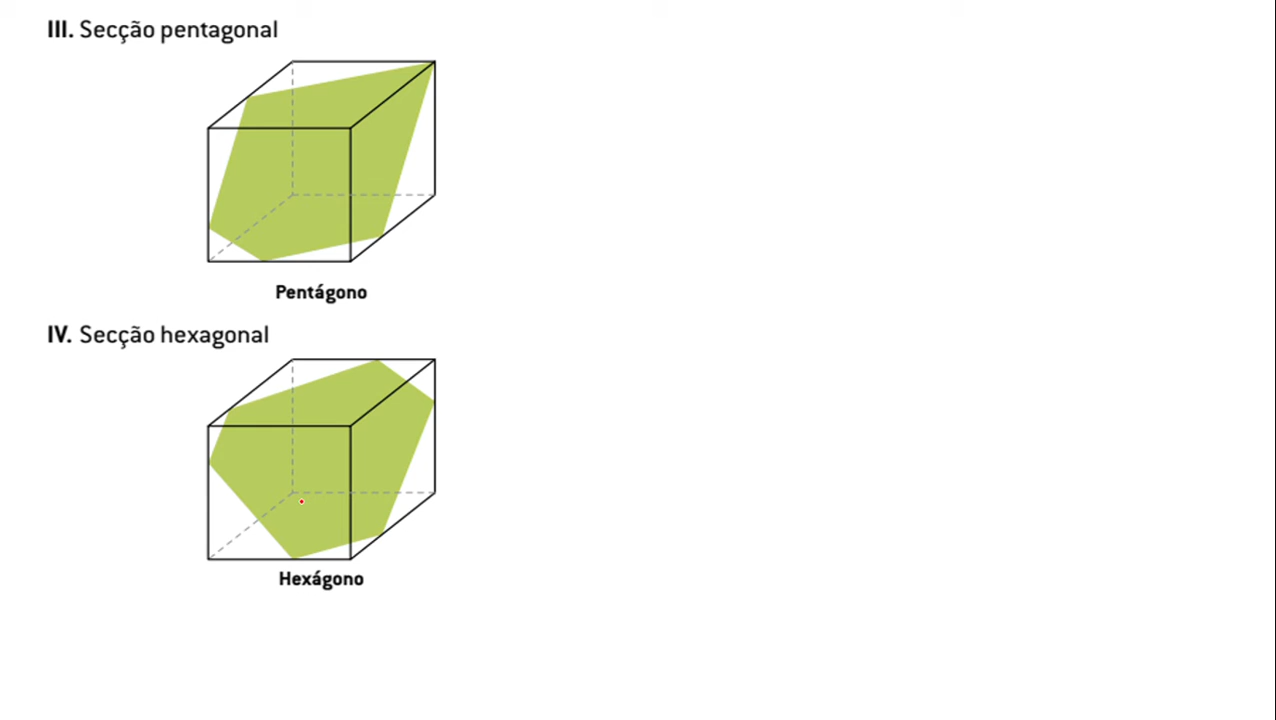 III. Secção pentagonal
Pentágono
IV. Secção hexagonal
Hexágono